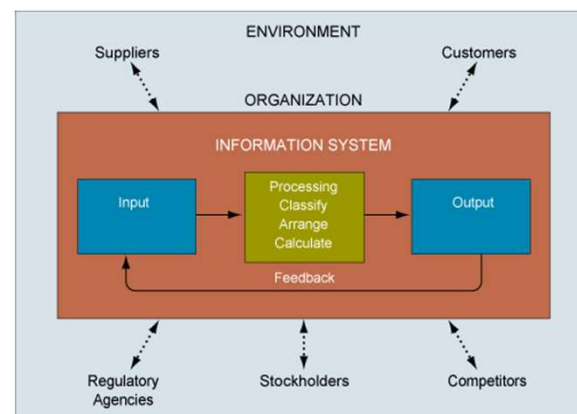 ENVIRONMENT
Suppliers
Customers
ORGANIZATION
INFORMATION SYSTEM
Input
Processing
Classify
Arrange
Calculate
Output
Feedback
Regulatory
Agencies
Stockholders
Competitors